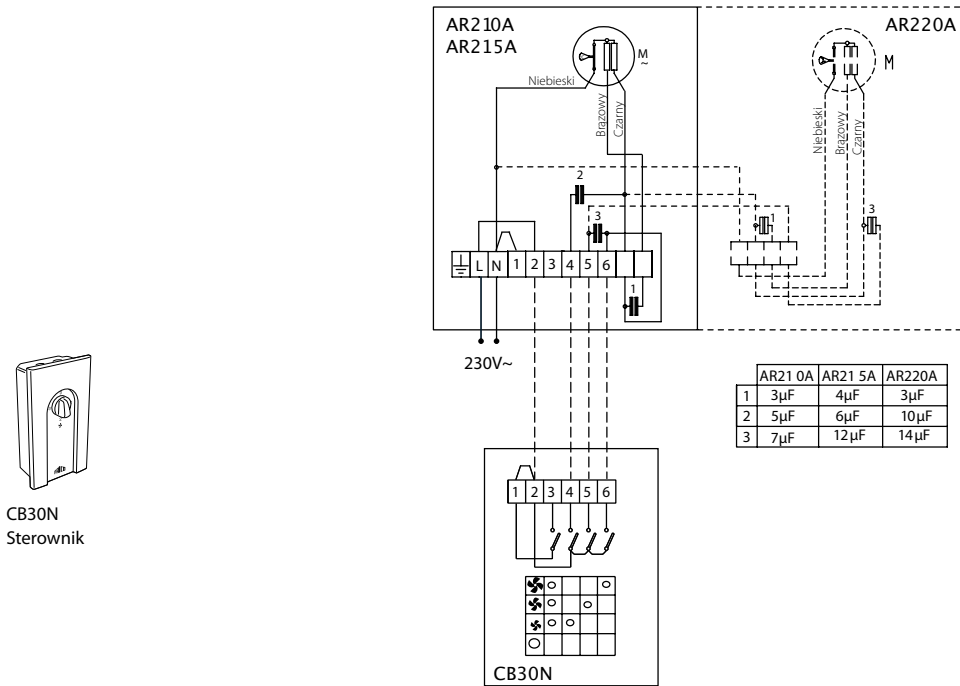 AR210A
AR215A
M
~
Niebieski
Brązowy
Czarny
2
3
L N 1 2 3 4 5 6
1
230V~
AR220A
M
Niebieski
Brązowy
Czarny
1
3
AR21 0A AR21 5A AR220A
1 3µF 4µF 3µF
2 5µF 6µF 10µF
3 7µF 12µF 14µF
CB30N
Sterownik
1 2 3 4 5 6
CB30N